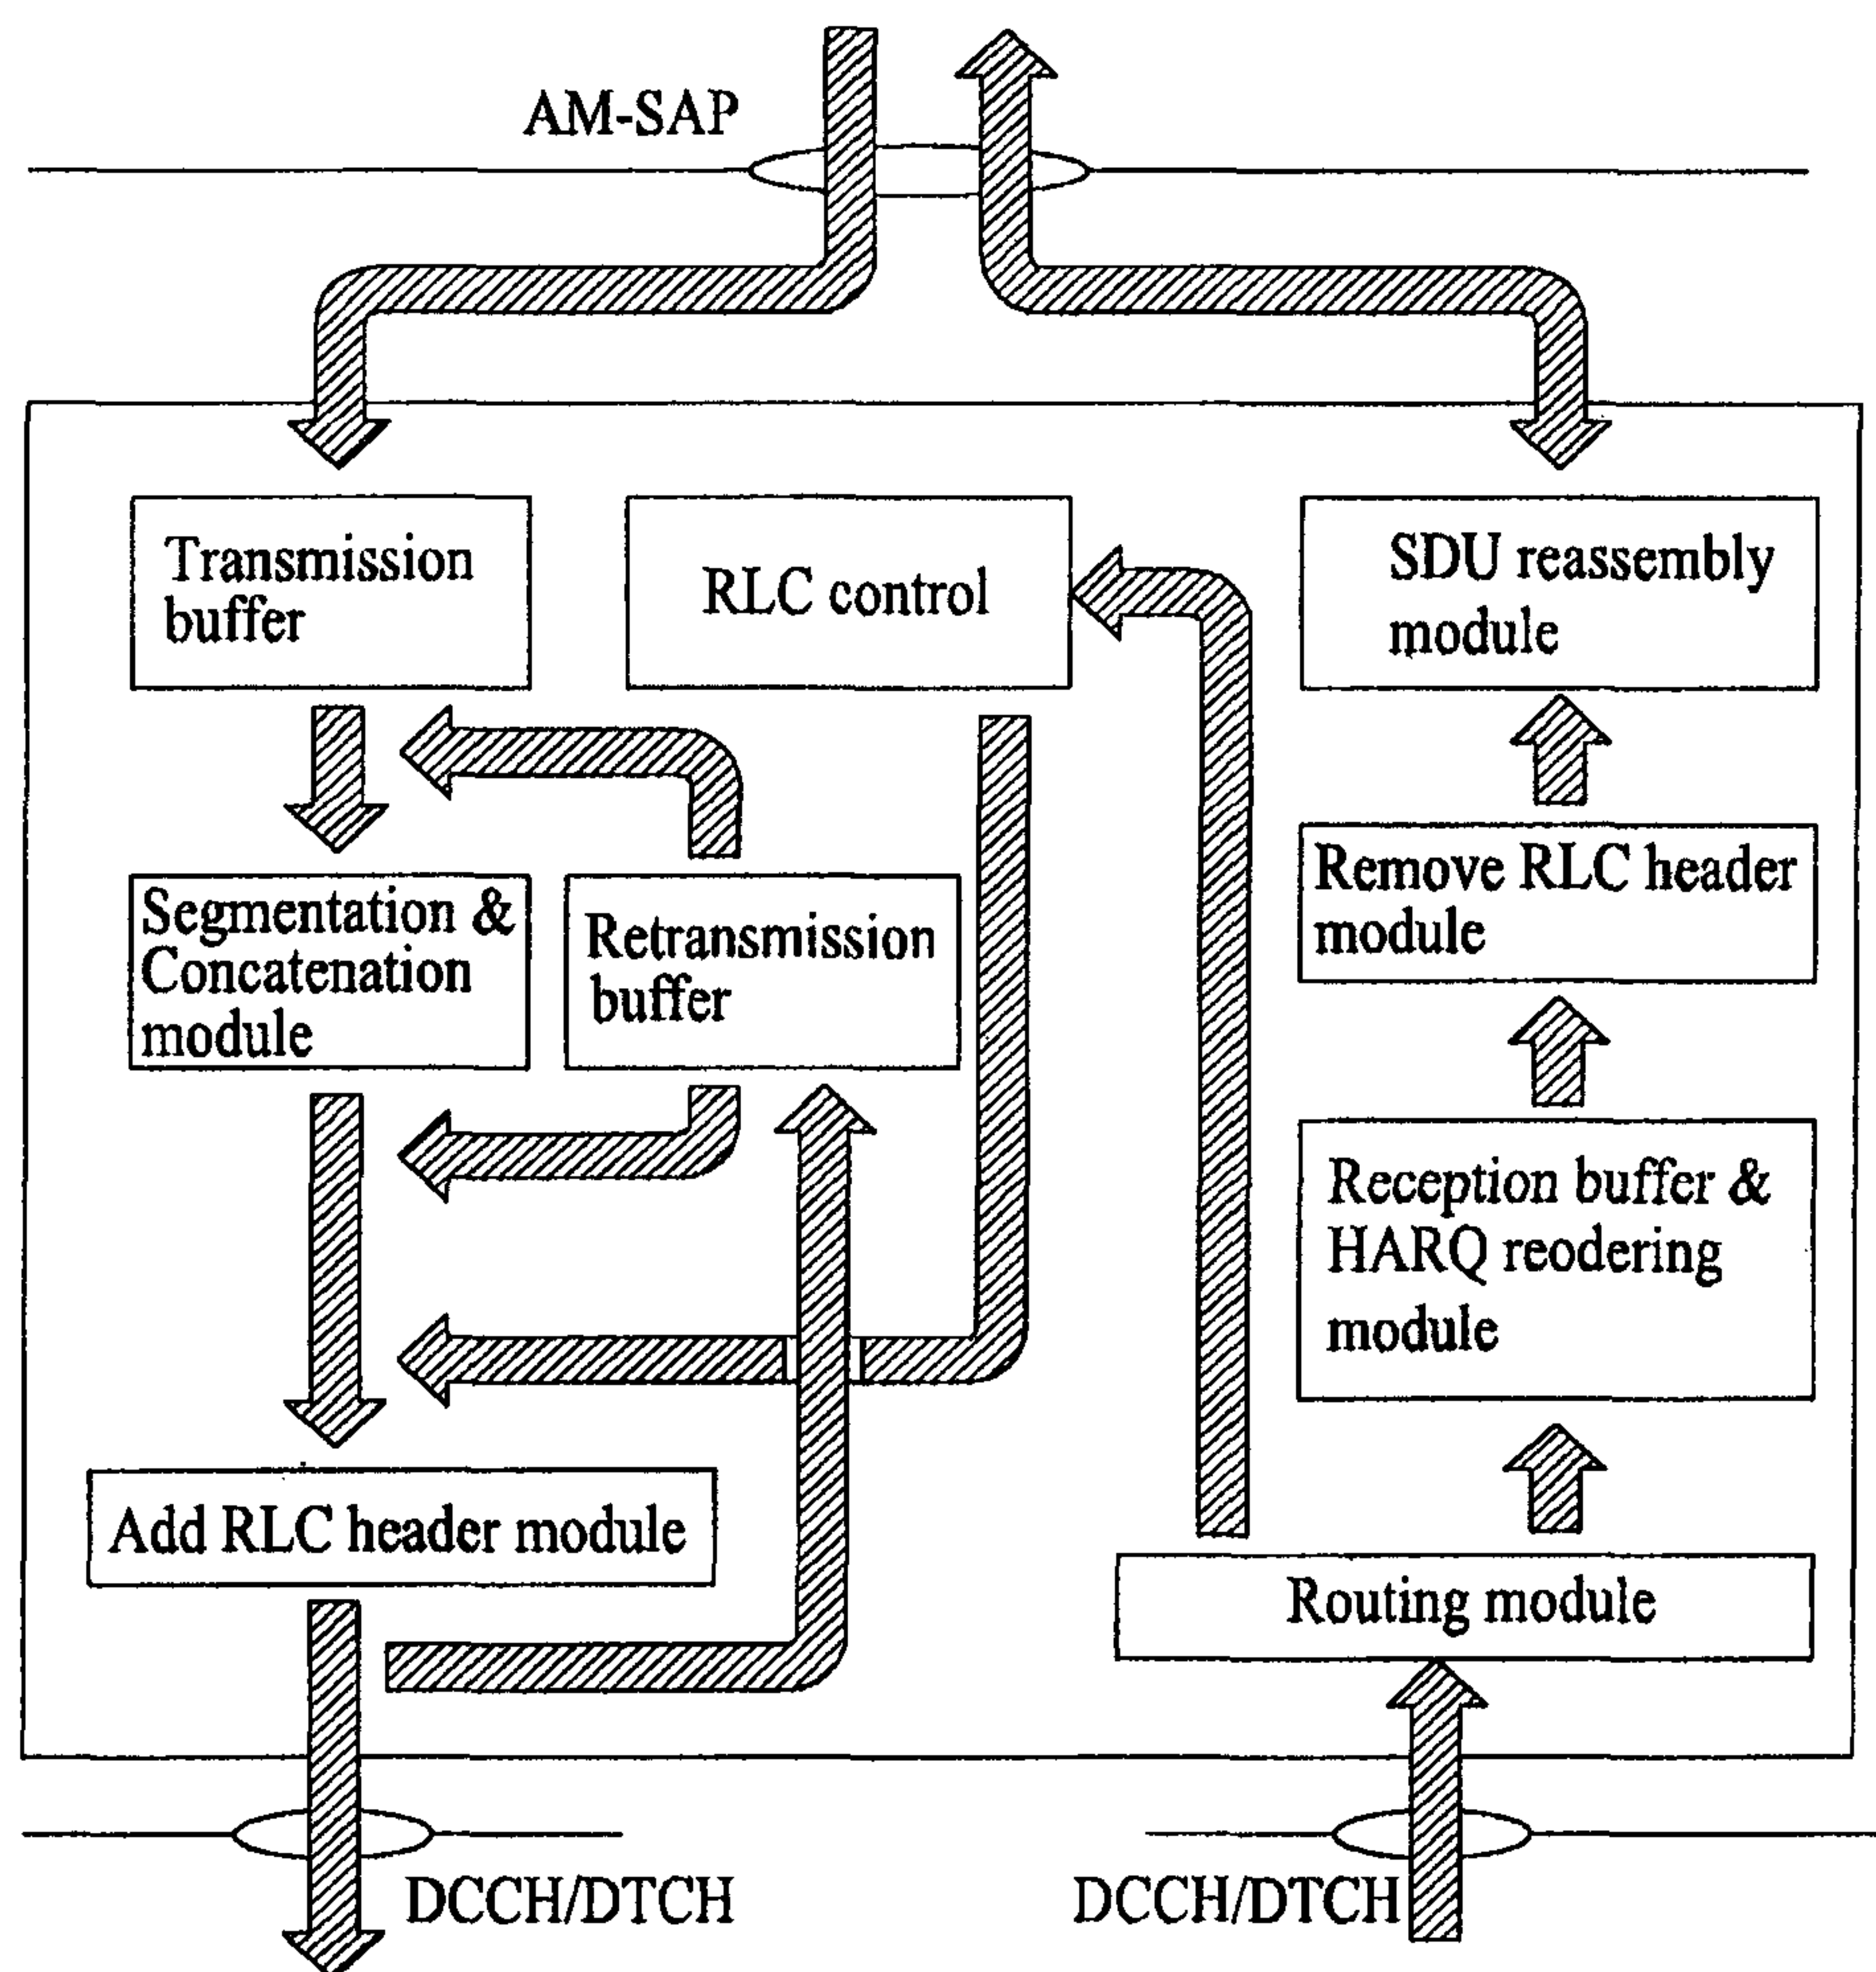 AM-SAP
Transmission
buffer
RLC control
SDU reassembly
module
Segmentation &
Concatenation
module
Retransmission
buffer
Remove RLC header
module
Reception buffer &
HARQ reodering
module
Add RLC header module
Routing module
DCCH/DTCH
DCCH/DTCH